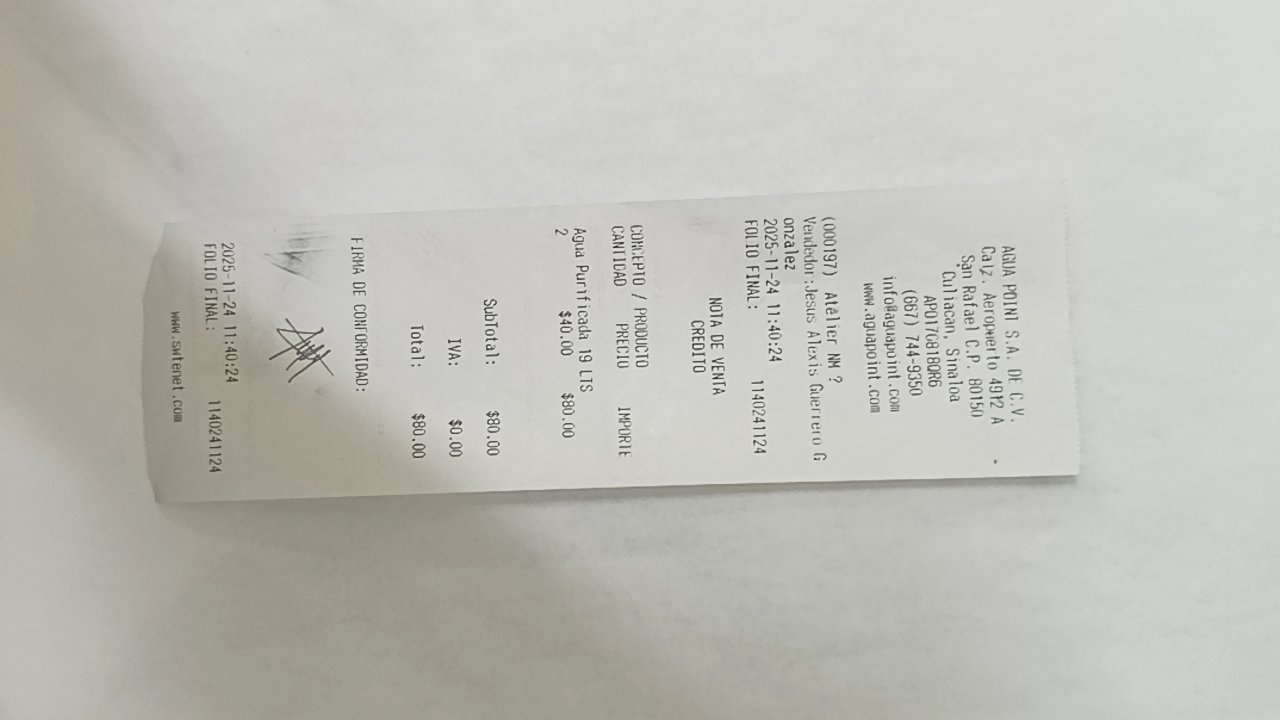 AGUA POINT S.A. DE C.V.
Calz. Aeropuerto 4912 A
San Rafael C.P. 80150
Culiacan, Sinaloa
APO170818QR6
(667) 744-9350
info@aguapoint.com
www.aguapoint.com
(000197) Atelier NM ?
Vendedor:Jesus Alexis Guerrero G
onzalez
2025-11-24 11:40:24
FOLIO FINAL: 1140241124
NOTA DE VENTA
CREDITO
CONCEPTO / PRODUCTO
CANTIDAD PRECIO IMPORTE
Agua Purificada 19 LTS
2 $40.00 $80.00
SubTotal: $80.00
IVA: $0.00
Total: $80.00
FIRMA DE CONFORMIDAD:
2025-11-24 11:40:24
FOLIO FINAL: 1140241124
www.swtenet.com